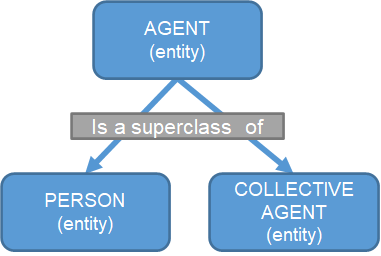 AGENT
(entity)
Is a superclass of
PERSON
(entity)
COLLECTIVE
AGENT
(entity)